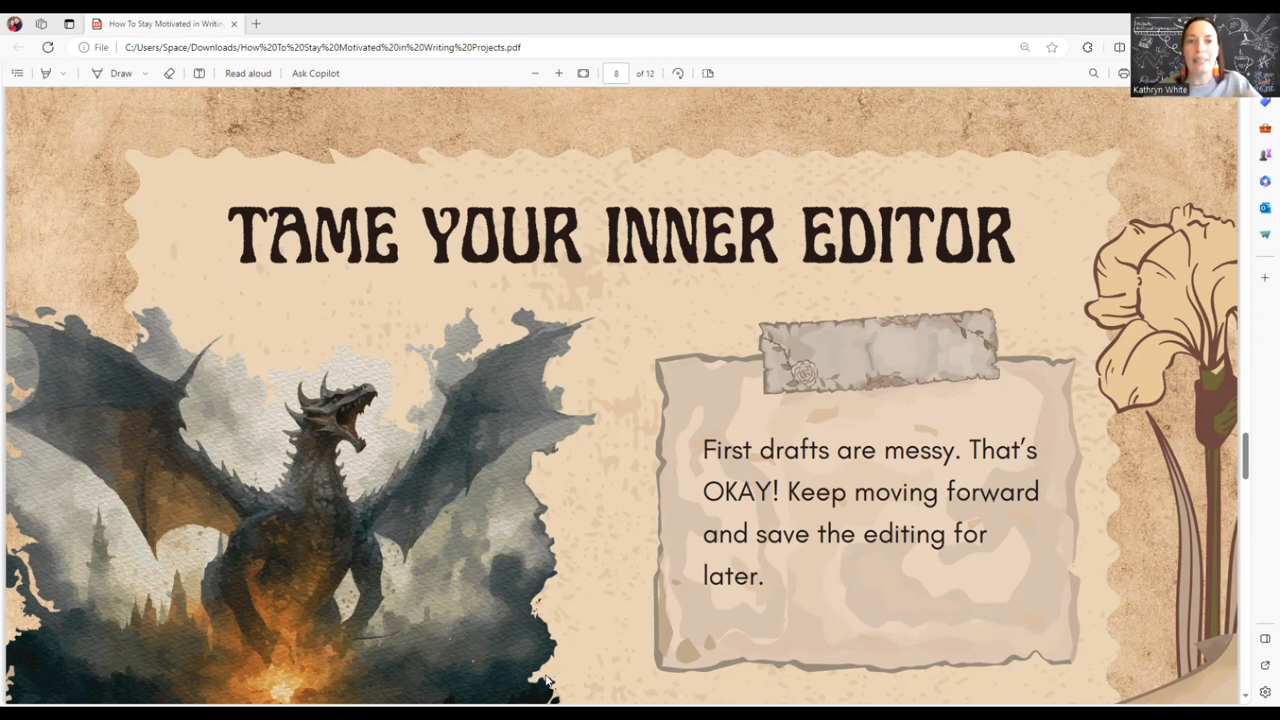 How To Stay Motivated in Writin
File
C:/Users/Space/Downloads/How%20To%20Stay%20Motivated%20in%20Writing%20Projects.pdf
Draw
Read aloud
Ask Copilot
8
of 12
Kathryn White
TAME YOUR INNER EDITOR
First drafts are messy. That's
OKAY! Keep moving forward
and save the editing for
later.